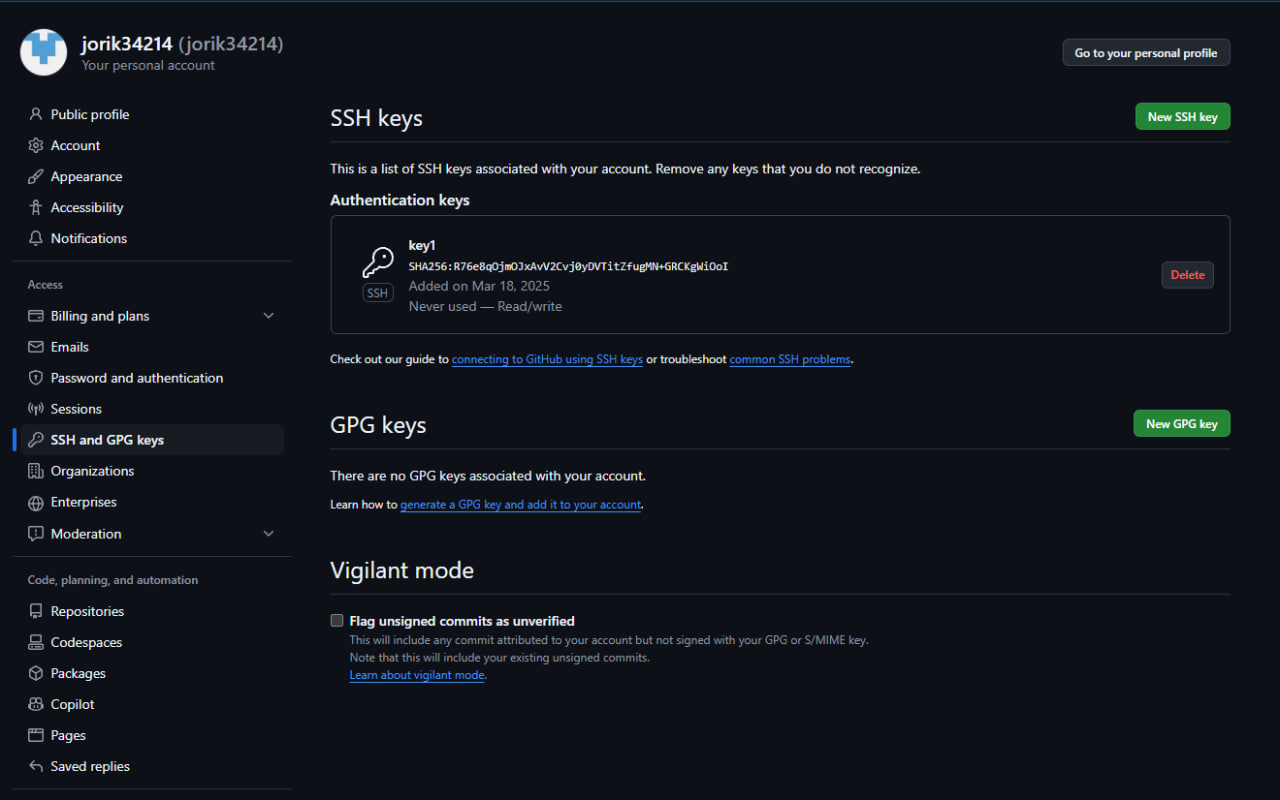 jorik34214 (jorik34214)
Your personal account
Go to your personal profile
Public profile
Account
Appearance
Accessibility
Notifications
Access
Billing and plans
Emails
Password and authentication
Sessions
SSH and GPG keys
Organizations
Enterprises
Moderation
Code, planning, and automation
Repositories
Codespaces
Packages
Copilot
Pages
Saved replies
SSH keys
New SSH key
This is a list of SSH keys associated with your account. Remove any keys that you do not recognize.
Authentication keys
key1
SHA256:R76e8qOjmOJxAvV2Cvj0yDVTitZfugMN+GRCKgWiOoI
SSH
Added on Mar 18, 2025
Never used — Read/write
Delete
Check out our guide to connecting to GitHub using SSH keys or troubleshoot common SSH problems.
GPG keys
New GPG key
There are no GPG keys associated with your account.
Learn how to generate a GPG key and add it to your account.
Vigilant mode
Flag unsigned commits as unverified
This will include any commit attributed to your account but not signed with your GPG or S/MIME key.
Note that this will include your existing unsigned commits.
Learn about vigilant mode.